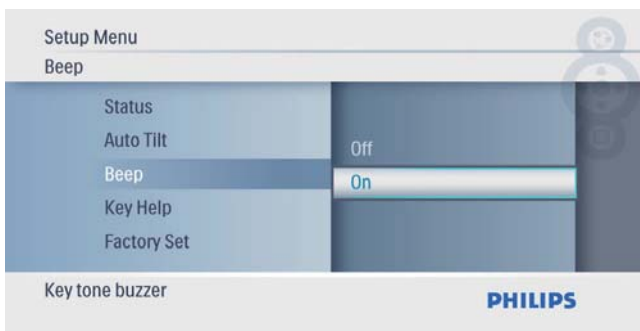 Setup Menu
Beep
Status
Auto Tilt
Beep
Key Help
Factory Set
Off
On
Key tone buzzer
PHILIPS